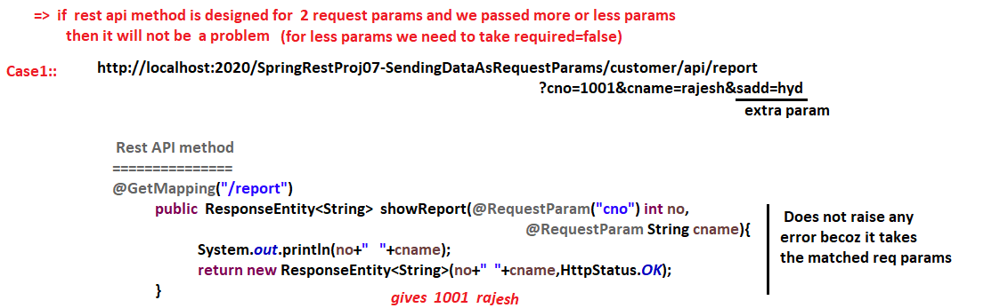 => if rest api method is designed for 2 request params and we passed more or less params
then it will not be a problem (for less params we need to take required=false)
Case1:: http://localhost:2020/SpringRestProj07-SendingDataAsRequestParams/customer/api/report
?cno=1001&cname=rajesh&sadd=hyd
extra param
Rest API method
===============
@GetMapping("/report")
public ResponseEntity<String> showReport(@RequestParam("cno") int no,
@RequestParam String cname){
System.out.println(no+"   "+cname);
return new ResponseEntity<String>(no+"  "+cname,HttpStatus.OK);
}
gives 1001 rajesh
Does not raise any
error becoz it takes
the matched req params